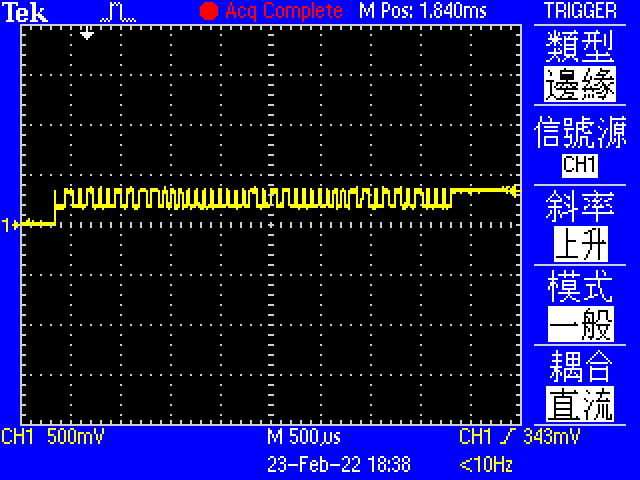 Tek Acq Complete M Pos: 1.840ms TRIGGER
類型
邊緣
信號源
CH1
斜率
上升
模式
一般
耦合
直流
1
CH1 500mV M 500µs CH1 343mV
23-Feb-22 18:38 <10Hz